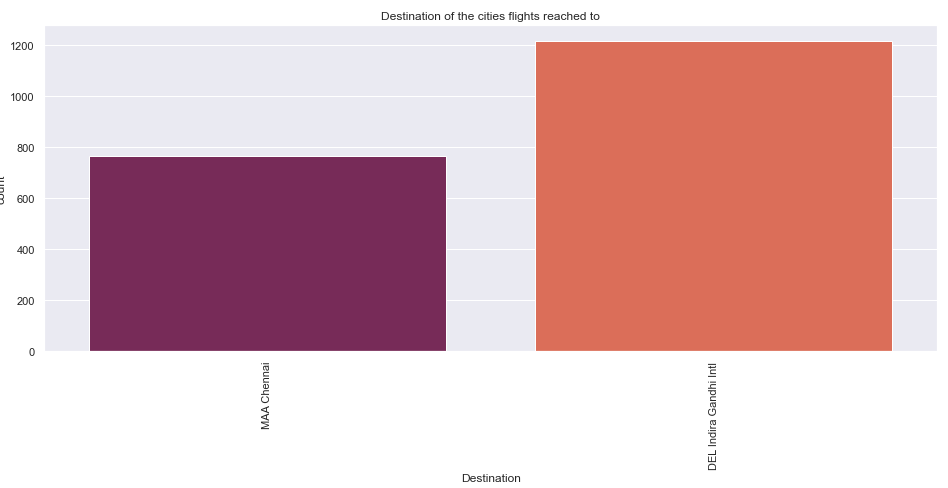 Destination of the cities flights reached to
1200
1000
800
600
400
200
0
count
MAA Chennai
DEL Indira Gandhi Intl
Destination